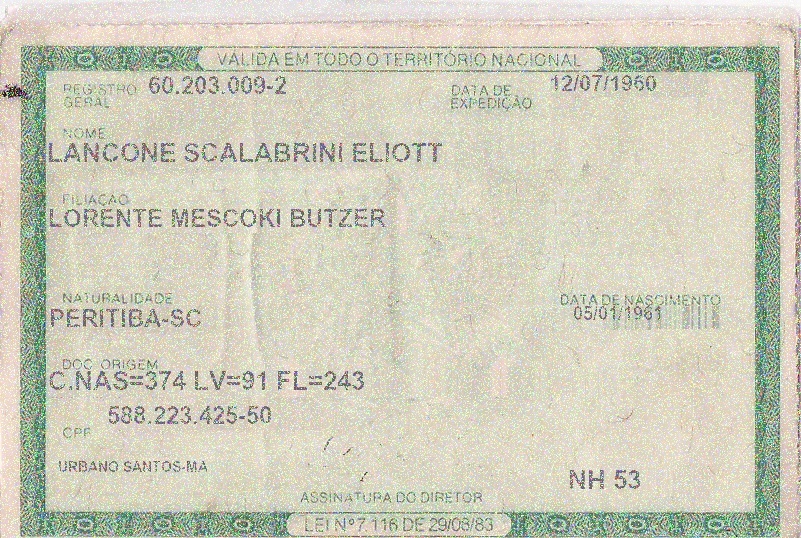 VÁLIDA EM TODO O TERRITÓRIO NACIONAL
REGISTRO GERAL 60.203.009-2 DATA DE EXPEDIÇÃO 12/07/1960
NOME
LANCONE SCALABRINI ELIOTT
FILIAÇÃO
LORENTE MESCOKI BUTZER
NATURALIDADE DATA DE NASCIMENTO
PERITIBA-SC 05/01/1961
DOC ORIGEM
C.NAS=374 LV=91 FL=243
588.223.425-50
CPF
URBANO SANTOS-MA
NH 53
ASSINATURA DO DIRETOR
LEI Nº 7.116 DE 29/08/83